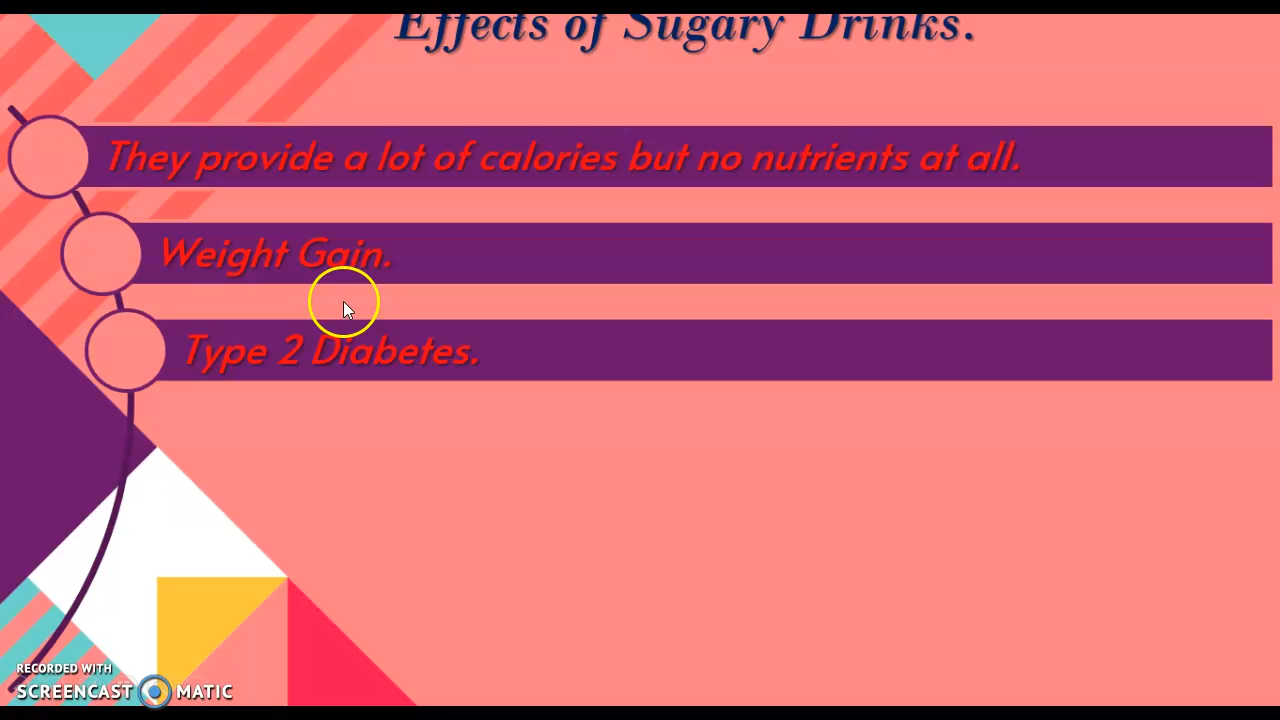 Effects of Sugary Drinks.
They provide a lot of calories but no nutrients at all.
Weight Gain.
Type 2 Diabetes.
RECORDED WITH
SCREENCAST MATIC